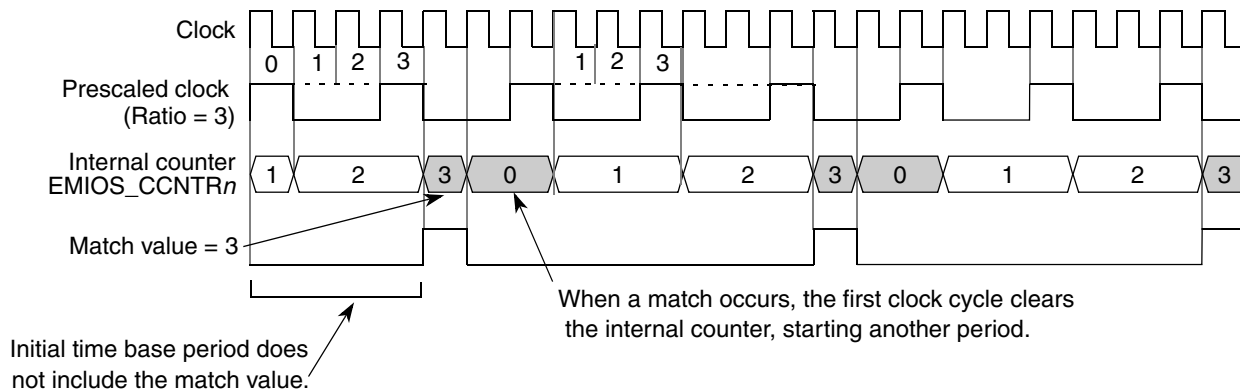 Clock
0 1 2 3 1 2 3
Prescaled clock
(Ratio = 3)
Internal counter
EMIOS_CCNTRn
1 2 3 0 1 2 3 0 1 2 3
Match value = 3
When a match occurs, the first clock cycle clears
the internal counter, starting another period.
Initial time base period does
not include the match value.